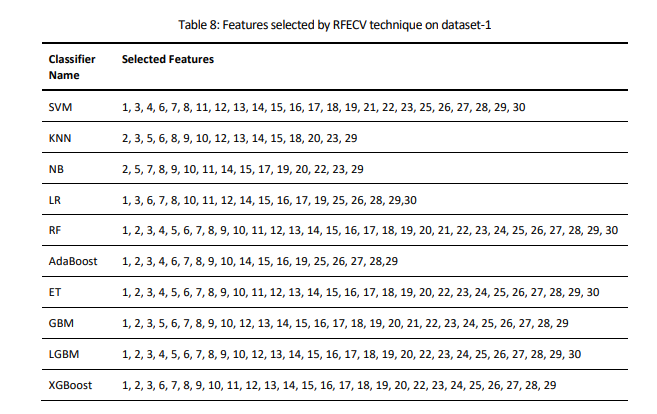 Table 8: Features selected by RFECV technique on dataset-1
Classifier Name Selected Features
SVM 1, 3, 4, 6, 7, 8, 11, 12, 13, 14, 15, 16, 17, 18, 19, 21, 22, 23, 25, 26, 27, 28, 29, 30
KNN 2, 3, 5, 6, 8, 9, 10, 12, 13, 14, 15, 18, 20, 23, 29
NB 2, 5, 7, 8, 9, 10, 11, 14, 15, 17, 19, 20, 22, 23, 29
LR 1, 3, 6, 7, 8, 10, 11, 12, 14, 15, 16, 17, 19, 25, 26, 28, 29,30
RF 1, 2, 3, 4, 5, 6, 7, 8, 9, 10, 11, 12, 13, 14, 15, 16, 17, 18, 19, 20, 21, 22, 23, 24, 25, 26, 27, 28, 29, 30
AdaBoost 1, 2, 3, 4, 6, 7, 8, 9, 10, 14, 15, 16, 19, 25, 26, 27, 28,29
ET 1, 2, 3, 4, 5, 6, 7, 8, 9, 10, 11, 12, 13, 14, 15, 16, 17, 18, 19, 20, 22, 23, 24, 25, 26, 27, 28, 29, 30
GBM 1, 2, 3, 5, 6, 7, 8, 9, 10, 12, 13, 14, 15, 16, 17, 18, 19, 20, 21, 22, 23, 24, 25, 26, 27, 28, 29
LGBM 1, 2, 3, 4, 5, 6, 7, 8, 9, 10, 12, 13, 14, 15, 16, 17, 18, 19, 20, 22, 23, 24, 25, 26, 27, 28, 29, 30
XGBoost 1, 2, 3, 6, 7, 8, 9, 10, 11, 12, 13, 14, 15, 16, 17, 18, 19, 20, 22, 23, 24, 25, 26, 27, 28, 29